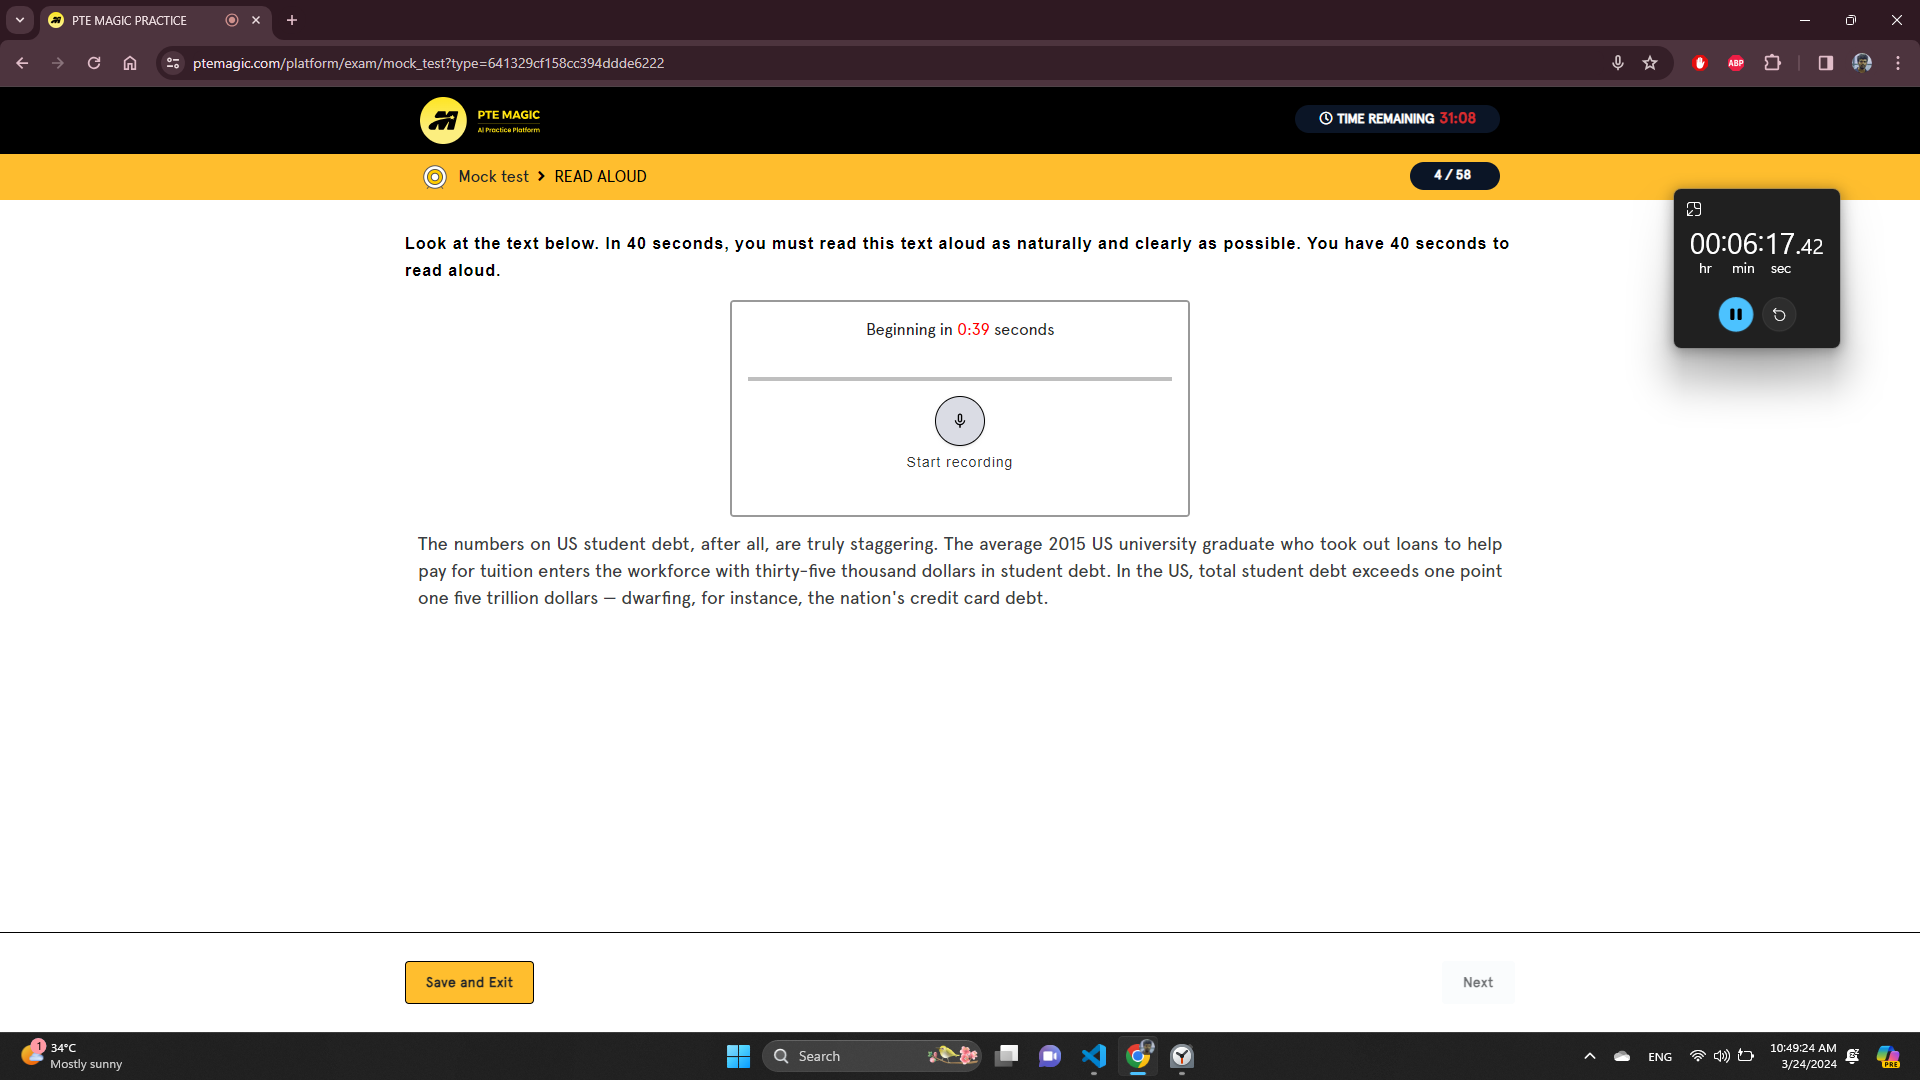 PTE MAGIC PRACTICE
ptemagic.com/platform/exam/mock_test?type=641329cf158cc394ddde6222
ABP
PTE MAGIC
AI Practice Platform
TIME REMAINING 31:08
Mock test > READ ALOUD
4 / 58
00:06:17.42
hr min sec
Look at the text below. In 40 seconds, you must read this text aloud as naturally and clearly as possible. You have 40 seconds to
read aloud.
Beginning in 0:39 seconds
Start recording
The numbers on US student debt, after all, are truly staggering. The average 2015 US university graduate who took out loans to help
pay for tuition enters the workforce with thirty-five thousand dollars in student debt. In the US, total student debt exceeds one point
one five trillion dollars — dwarfing, for instance, the nation's credit card debt.
Save and Exit
Next
1
34°C
Mostly sunny
Search
ENG
10:49:24 AM
3/24/2024
PRE